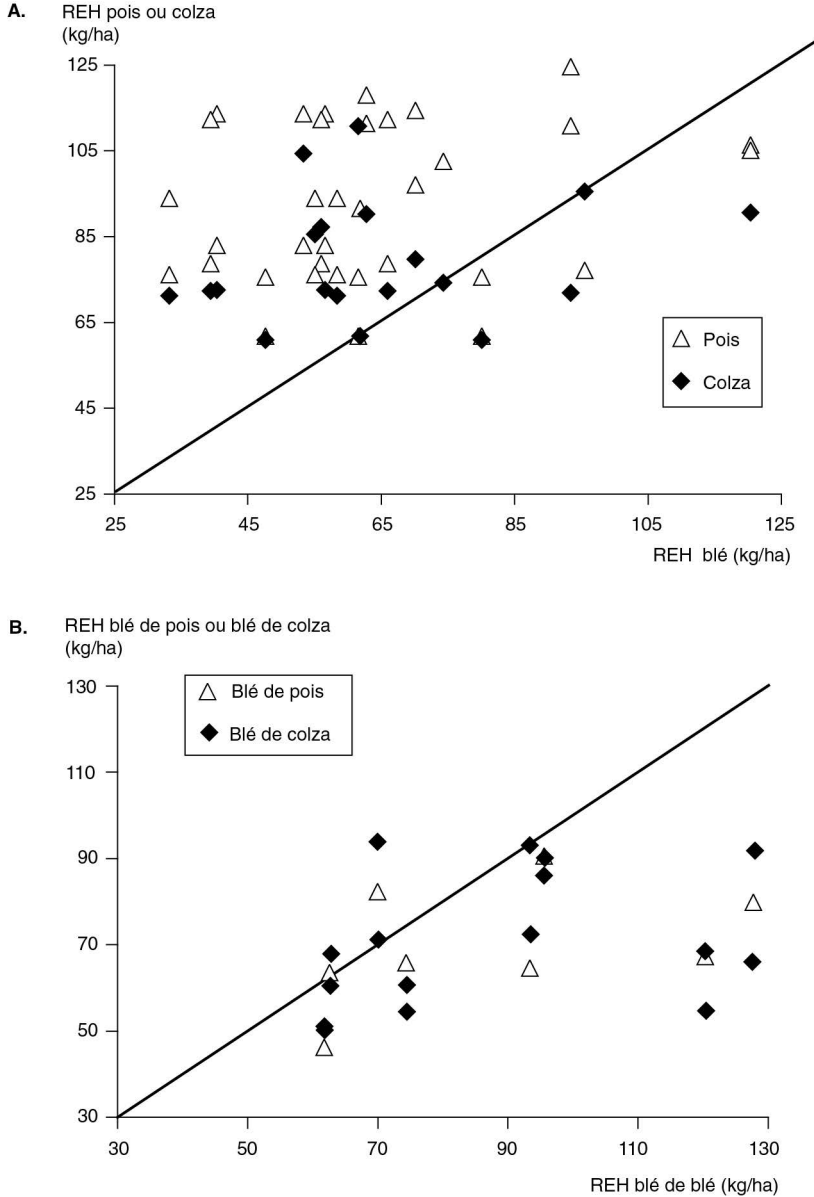 A.
REH pois ou colza
(kg/ha)
125
105
85
65
45
25
Pois
Colza
25 45 65 85 105 125
REH blé (kg/ha)
B.
REH blé de pois ou blé de colza
(kg/ha)
130
110
90
70
50
30
Blé de pois
Blé de colza
30 50 70 90 110 130
REH blé de blé (kg/ha)